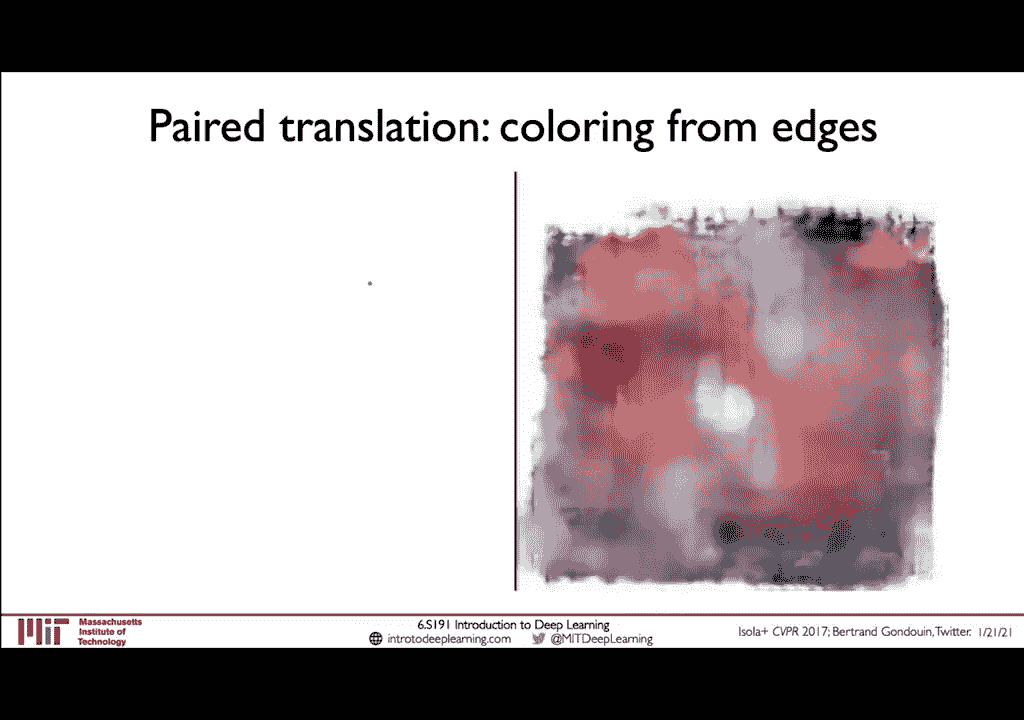 Paired translation: coloring from edges
MIT Massachusetts
Institute of
Technology
6.S191 Introduction to Deep Learning
introtodeeplearning.com @MITDeepLearning
Isola+ CVPR 2017; Bertrand Gondouin, Twitter. 1/21/21